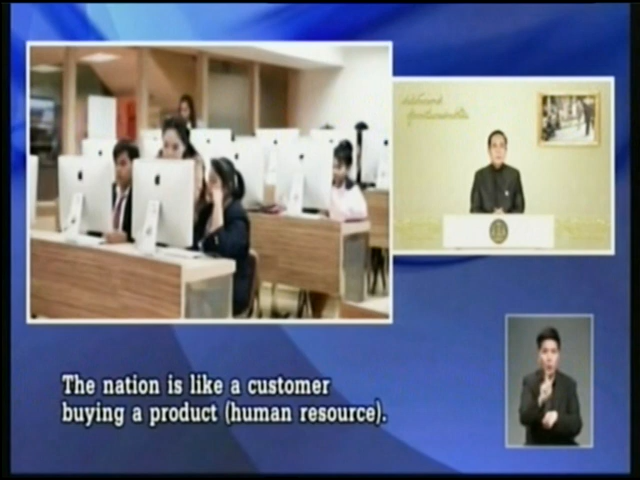 The nation is like a customer
buying a product (human resource).